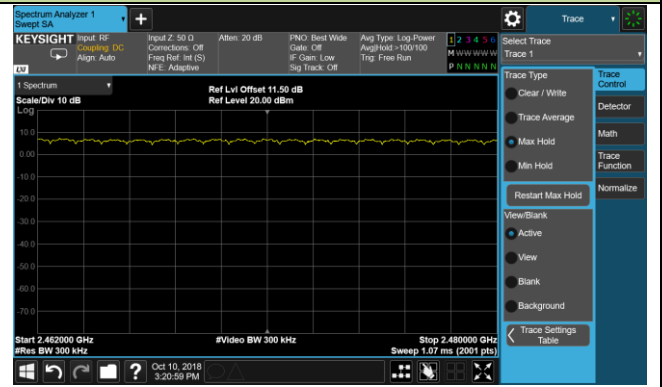 Spectrum Analyzer 1
Swept SA
Trace
KEYSIGHT
Input: RF
Coupling: DC
Align: Auto
Input Z: 50 Ω
Corrections: Off
Freq Ref: Int (S)
NFE: Adaptive
Atten: 20 dB
PNO: Best Wide
Gate: Off
IF Gain: Low
Sig Track: Off
Avg Type: Log-Power
Avg|Hold:>100/100
Trig: Free Run
1 2 3 4 5 6
M W W W W W
P N N N N N
LXI
Select Trace
Trace 1
1 Spectrum
Scale/Div 10 dB
Log
Ref Lvl Offset 11.50 dB
Ref Level 20.00 dBm
10.0
0.00
-10.0
-20.0
-30.0
-40.0
-50.0
-60.0
-70.0
Start 2.462000 GHz
#Res BW 300 kHz
#Video BW 300 kHz
Stop 2.480000 GHz
Sweep 1.07 ms (2001 pts)
Trace Type
Clear / Write
Trace Average
Max Hold
Min Hold
Restart Max Hold
View/Blank
Active
View
Blank
Background
Trace Settings
Table
Trace
Control
Detector
Math
Trace
Function
Normalize
?
Oct 10, 2018
3:20:59 PM